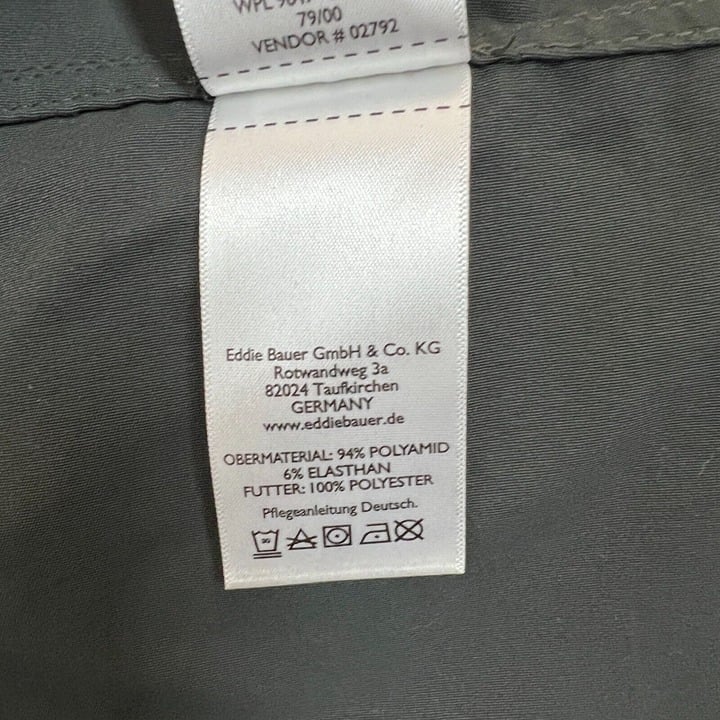 WPL
79/00
VENDOR # 02792
Eddie Bauer GmbH & Co. KG
Rotwandweg 3a
82024 Taufkirchen
GERMANY
www.eddiebauer.de
OBERMATERIAL: 94% POLYAMID
6% ELASTHAN
FUTTER: 100% POLYESTER
Pflegeanleitung Deutsch.